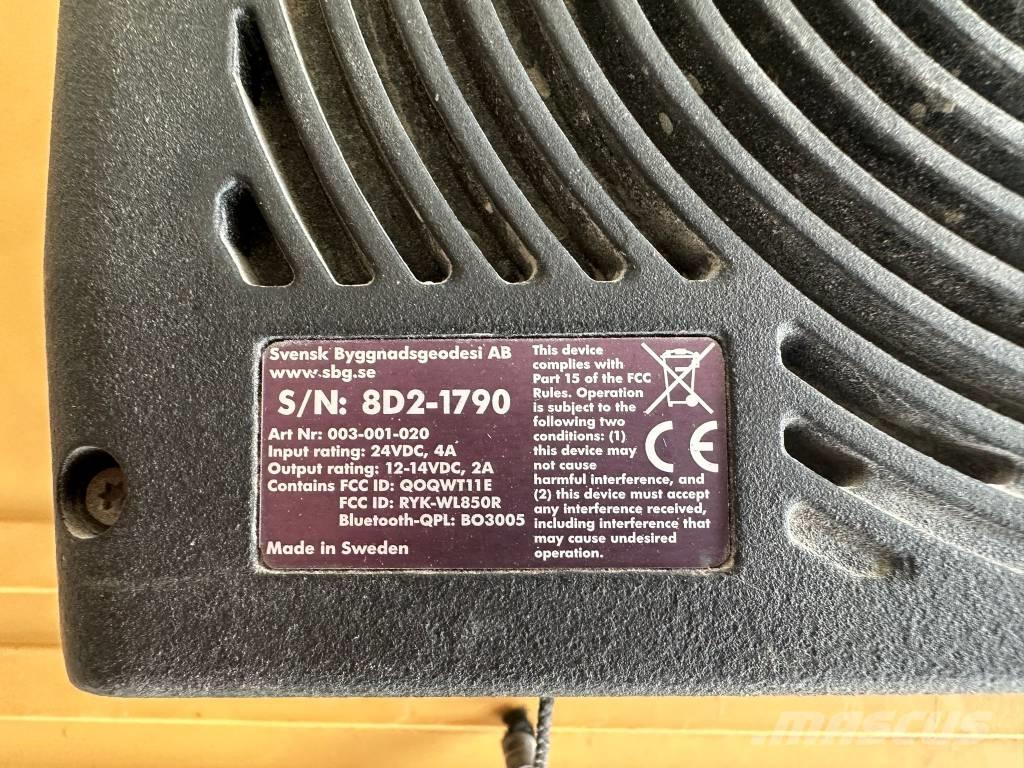 Svensk Byggnadsgeodesi AB
www.sbg.se
S/N: 8D2-1790
Art Nr: 003-001-020
Input rating: 24VDC, 4A
Output rating: 12-14VDC, 2A
Contains FCC ID: QOQWT11E
FCC ID: RYK-WL850R
Bluetooth-QPL: BO3005
Made in Sweden
This device
complies with
Part 15 of the FCC
Rules. Operation
is subject to the
following two
conditions: (1)
this device may
not cause
harmful interference, and
(2) this device must accept
any interference received,
including interference that
may cause undesired
operation.
CE
MASCUS